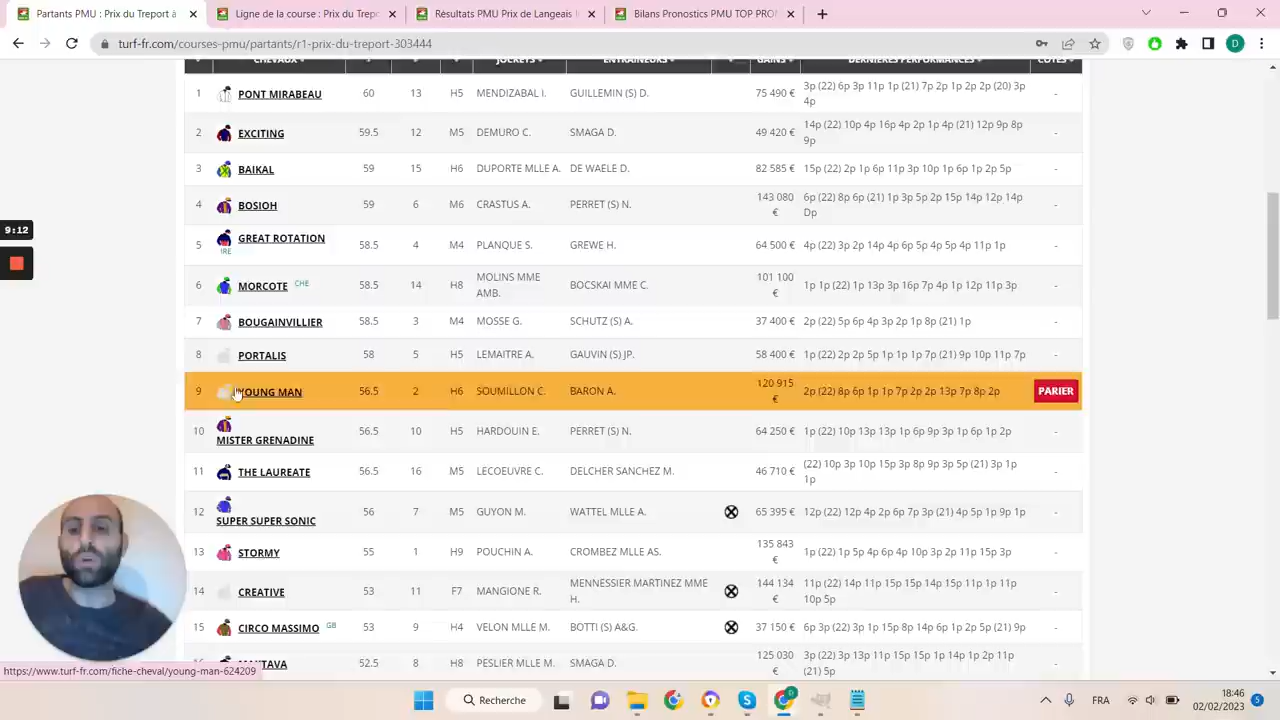 Partants PMU : Prix du Treport à
Ligne de la course : Prix du Trep
Résultats PMU Prix de Langeais
Bilans Pronostics PMU TOP PRO
turf-fr.com/courses-pmu/partants/r1-prix-du-treport-303444
CHEVAUX JOCKEYS ENTRAINEURS GAINS DERNIÈRES PERFORMANCES COTES
1 PONT MIRABEAU 60 13 H5 MENDIZABAL I. GUILLEMIN (S) D. 75 490 € 3p (22) 6p 3p 11p 1p (21) 7p 2p 1p 2p 2p (20) 3p -
4p
2 EXCITING 59.5 12 M5 DEMURO C. SMAGA D. 49 420 € 14p (22) 10p 4p 16p 4p 2p 1p 4p (21) 12p 9p 8p -
9p
3 BAIKAL 59 15 H6 DUPORTE MLLE A. DE WAELE D. 82 585 € 15p (22) 2p 1p 6p 11p 3p 10p 1p 6p 1p 2p 5p -
4 BOSIOH 59 6 M6 CRASTUS A. PERRET (S) N. 143 080 6p (22) 8p 6p (21) 1p 3p 5p 2p 15p 14p 12p 14p -
€ Dp
5 GREAT ROTATION 58.5 4 M4 PLANQUE S. GREWE H. 64 500 € 4p (22) 3p 2p 14p 4p 6p 5p 4p 5p 4p 11p 1p -
IRE
6 MORCOTE CHE 58.5 14 H8 MOLINS MME BOCSKAI MME C. 101 100 1p 1p (22) 1p 13p 3p 16p 7p 4p 1p 12p 11p 3p -
AMB. €
7 BOUGAINVILLIER 58.5 3 M4 MOSSE G. SCHUTZ (S) A. 37 400 € 2p (22) 5p 6p 4p 3p 2p 1p 8p (21) 1p -
8 PORTALIS 58 5 H5 LEMAITRE A. GAUVIN (S) JP. 58 400 € 1p (22) 2p 2p 5p 1p 1p 1p 7p (21) 9p 10p 11p 7p -
9 YOUNG MAN 56.5 2 H6 SOUMILLON C. BARON A. 120 915 2p (22) 8p 6p 1p 1p 7p 2p 2p 13p 7p 8p 2p PARIER
€
10 MISTER GRENADINE 56.5 10 H5 HARDOUIN E. PERRET (S) N. 64 250 € 1p (22) 10p 13p 13p 1p 6p 9p 3p 1p 6p 1p 2p -
11 THE LAUREATE 56.5 16 M5 LECOEUVRE C. DELCHER SANCHEZ M. 46 710 € (22) 10p 3p 10p 15p 3p 8p 9p 3p 5p (21) 3p 1p -
1p
12 SUPER SUPER SONIC 56 7 M5 GUYON M. WATTEL MLLE A. 65 395 € 12p (22) 12p 4p 2p 6p 7p 3p (21) 4p 5p 1p 9p 1p -
13 STORMY 55 1 H9 POUCHIN A. CROMBEZ MLLE AS. 135 843 1p (22) 1p 5p 4p 6p 4p 10p 3p 2p 11p 15p 3p -
€
14 CREATIVE 53 11 F7 MANGIONE R. MENNESSIER MARTINEZ MME 144 134 11p (22) 14p 11p 15p 15p 14p 15p 11p 1p 11p -
H. € 10p 5p
15 CIRCO MASSIMO GB 53 9 H4 VELON MLLE M. BOTTI (S) A&G. 37 150 € 6p 3p (22) 3p 1p 15p 8p 14p 6p 1p 2p 5p (21) 9p -
52.5 8 H8 PESLIER MLLE M. SMAGA D. 125 030 3p (22) 3p 13p 11p 15p 15p 1p 14p 1p 2p 11p -
€ (21) 5p
9:12
https://www.turf-fr.com/fiche-cheval/young-man-624209
Recherche
FRA
18:46
02/02/2023
5